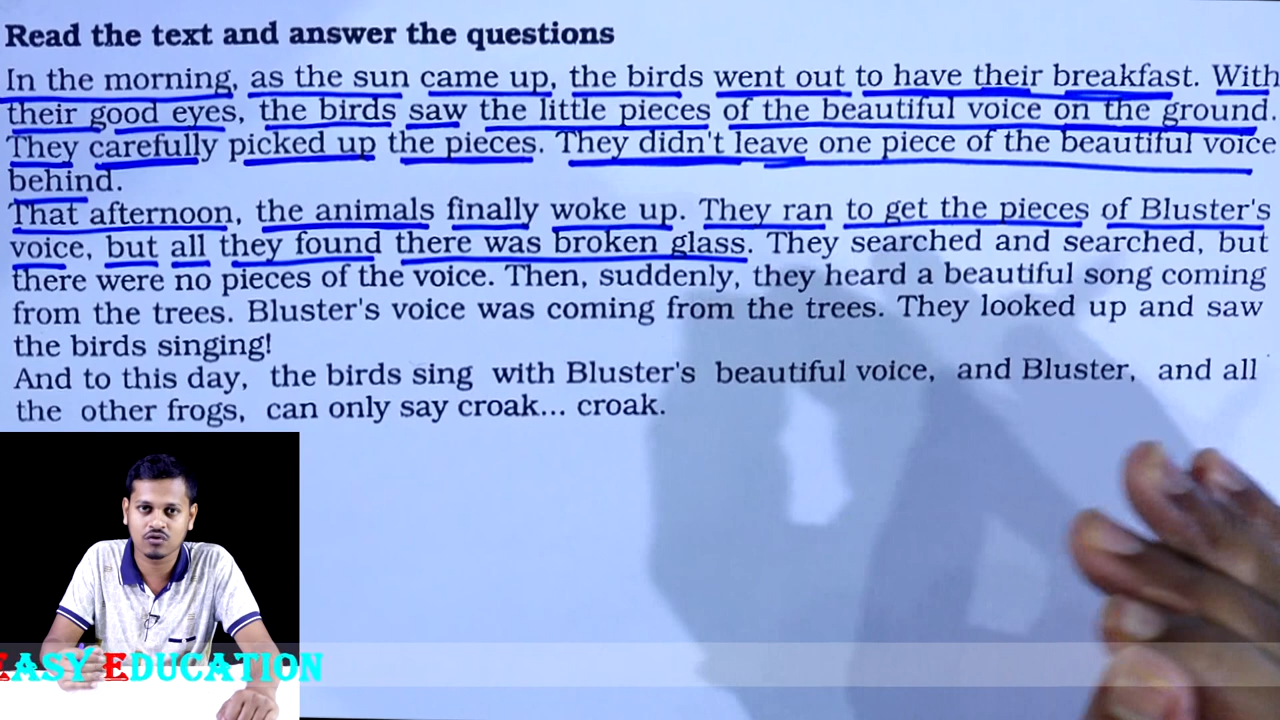 Read the text and answer the questions
In the morning, as the sun came up, the birds went out to have their breakfast. With
their good eyes, the birds saw the little pieces of the beautiful voice on the ground.
They carefully picked up the pieces. They didn't leave one piece of the beautiful voice
behind.
That afternoon, the animals finally woke up. They ran to get the pieces of Bluster's
voice, but all they found there was broken glass. They searched and searched, but
there were no pieces of the voice. Then, suddenly, they heard a beautiful song coming
from the trees. Bluster's voice was coming from the trees. They looked up and saw
the birds singing!
And to this day, the birds sing with Bluster's beautiful voice, and Bluster, and all
the other frogs, can only say croak... croak.
EASY EDUCATION